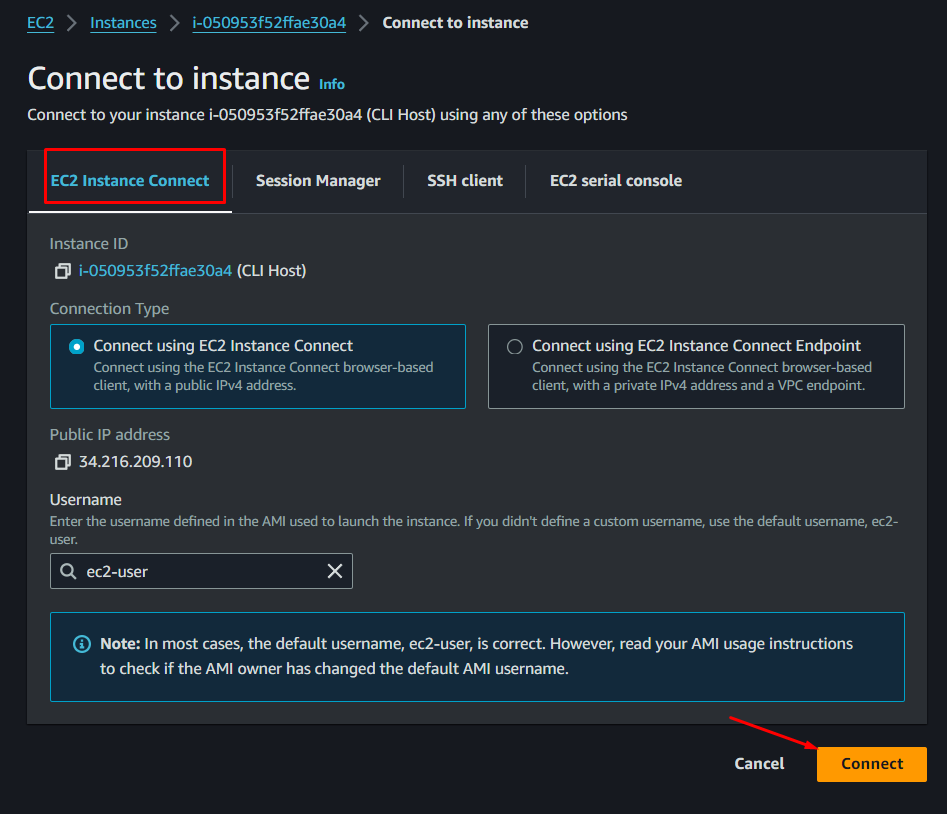 EC2 > Instances > i-050953f52ffae30a4 > Connect to instance
Connect to instance Info
Connect to your instance i-050953f52ffae30a4 (CLI Host) using any of these options
EC2 Instance Connect Session Manager SSH client EC2 serial console
Instance ID
i-050953f52ffae30a4 (CLI Host)
Connection Type
Connect using EC2 Instance Connect
Connect using the EC2 Instance Connect browser-based
client, with a public IPv4 address.
Connect using EC2 Instance Connect Endpoint
Connect using the EC2 Instance Connect browser-based
client, with a private IPv4 address and a VPC endpoint.
Public IP address
34.216.209.110
Username
Enter the username defined in the AMI used to launch the instance. If you didn't define a custom username, use the default username, ec2-
user.
ec2-user
Note: In most cases, the default username, ec2-user, is correct. However, read your AMI usage instructions
to check if the AMI owner has changed the default AMI username.
Cancel Connect